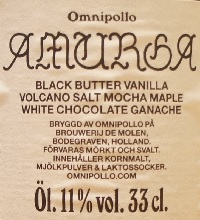 Omnipollo
AMURGA
BLACK BUTTER VANILLA
VOLCANO SALT MOCHA MAPLE
WHITE CHOCOLATE GANACHE
BRYGGD AV OMNIPOLLO PÅ
BROUWERIJ DE MOLEN,
BODEGRAVEN, HOLLAND.
FÖRVARAS MÖRKT OCH SVALT.
INNEHÅLLER KORNMALT,
MJÖLKPULVER & LAKTOSSOCKER.
OMNIPOLLO.COM
Öl. 11% vol. 33 cl.